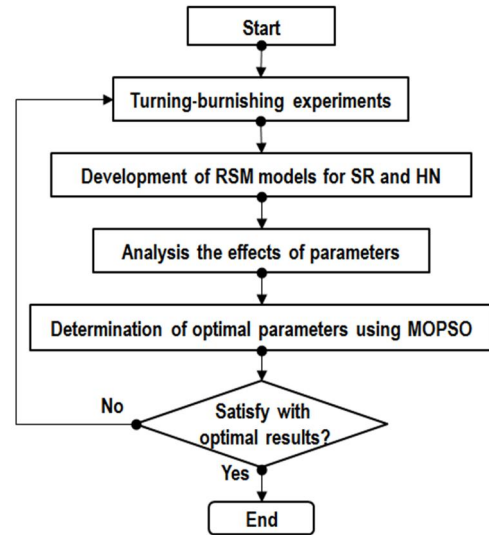 Start
Turning-burnishing experiments
Development of RSM models for SR and HN
Analysis the effects of parameters
Determination of optimal parameters using MOPSO
No
Satisfy with
optimal results?
Yes
End